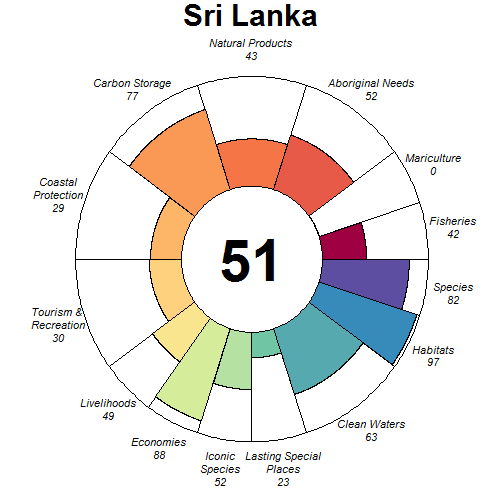 Sri Lanka
Natural Products
43
Carbon Storage
77
Aboriginal Needs
52
Mariculture
0
Coastal
Protection
29
Fisheries
42
51
Species
82
Tourism &
Recreation
30
Habitats
97
Livelihoods
49
Clean Waters
63
Economies
88
Iconic
Species
52
Lasting Special
Places
23